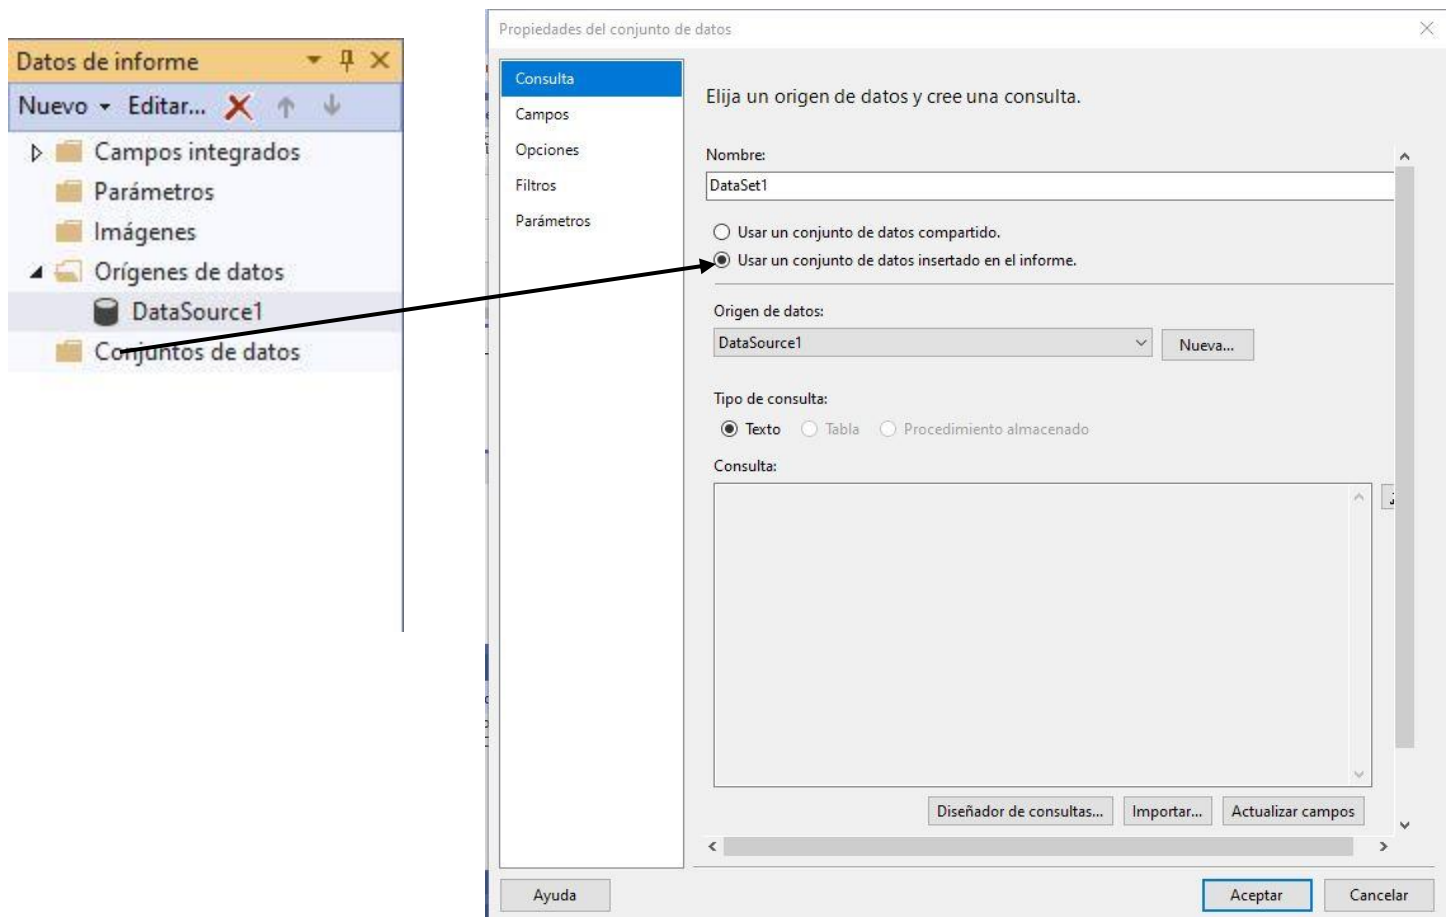 Datos de informe
Nuevo Editar...
Campos integrados
Parámetros
Imágenes
Orígenes de datos
DataSource1
Conjuntos de datos
Propiedades del conjunto de datos
Consulta
Campos
Opciones
Filtros
Parámetros
Elija un origen de datos y cree una consulta.
Nombre:
DataSet1
Usar un conjunto de datos compartido.
Usar un conjunto de datos insertado en el informe.
Origen de datos:
DataSource1 Nueva...
Tipo de consulta:
Texto Tabla Procedimiento almacenado
Consulta:
Diseñador de consultas... Importar... Actualizar campos
Ayuda Aceptar Cancelar